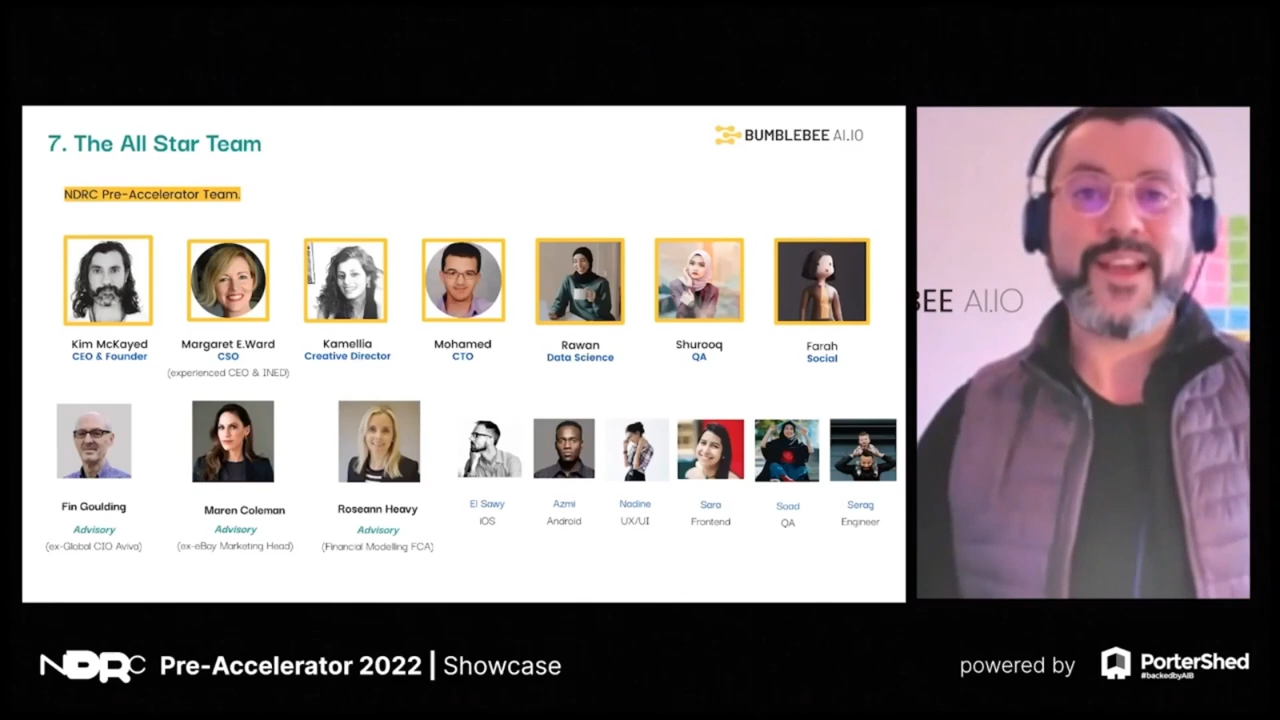 7. The All Star Team
BUMBLEBEE AI.IO
NDRC Pre-Accelerator Team.
Kim McKayed
CEO & Founder
Margaret E.Ward
CSO
(experienced CEO & INED)
Kamellia
Creative Director
Mohamed
CTO
Rawan
Data Science
Shurooq
QA
Farah
Social
Fin Goulding
Advisory
(ex-Global CIO Aviva)
Maren Coleman
Advisory
(ex-eBay Marketing Head)
Roseann Heavy
Advisory
(Financial Modelling FCA)
El Sawy
iOS
Azmi
Android
Nadine
UX/UI
Sara
Frontend
Soad
QA
Serag
Engineer
BEE AI.IO
NDRC Pre-Accelerator 2022 | Showcase
powered by
PorterShed
#backedbyAIB